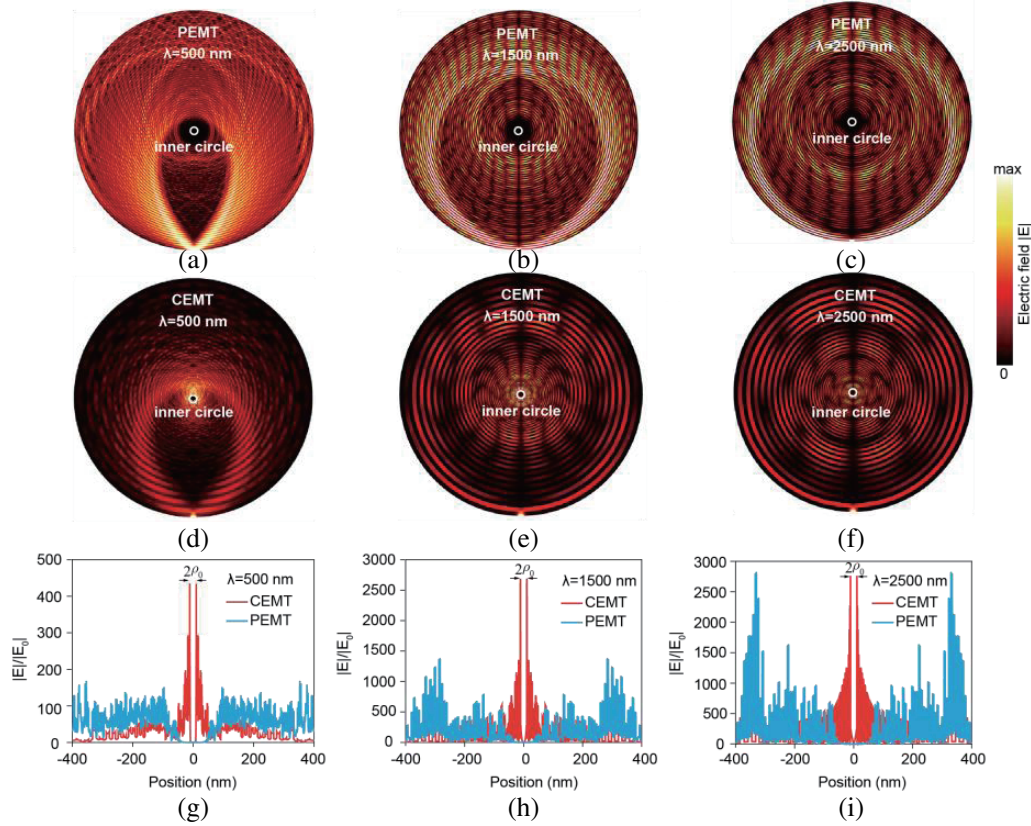 PEMT
λ=500 nm
inner circle
(a)
PEMT
λ=1500 nm
inner circle
(b)
PEMT
λ=2500 nm
inner circle
(c)
max
Electric field |E|
0
CEMT
λ=500 nm
inner circle
(d)
CEMT
λ=1500 nm
inner circle
(e)
CEMT
λ=2500 nm
inner circle
(f)
500
400
300
200
100
0
|E|/|E₀|
2ρ₀
λ=500 nm
CEMT
PEMT
-400 -200 0 200 400
Position (nm)
(g)
3000
2500
2000
1500
1000
500
0
|E|/|E₀|
2ρ₀
λ=1500 nm
CEMT
PEMT
-400 -200 0 200 400
Position (nm)
(h)
3000
2500
2000
1500
1000
500
0
|E|/|E₀|
2ρ₀
λ=2500 nm
CEMT
PEMT
-400 -200 0 200 400
Position (nm)
(i)